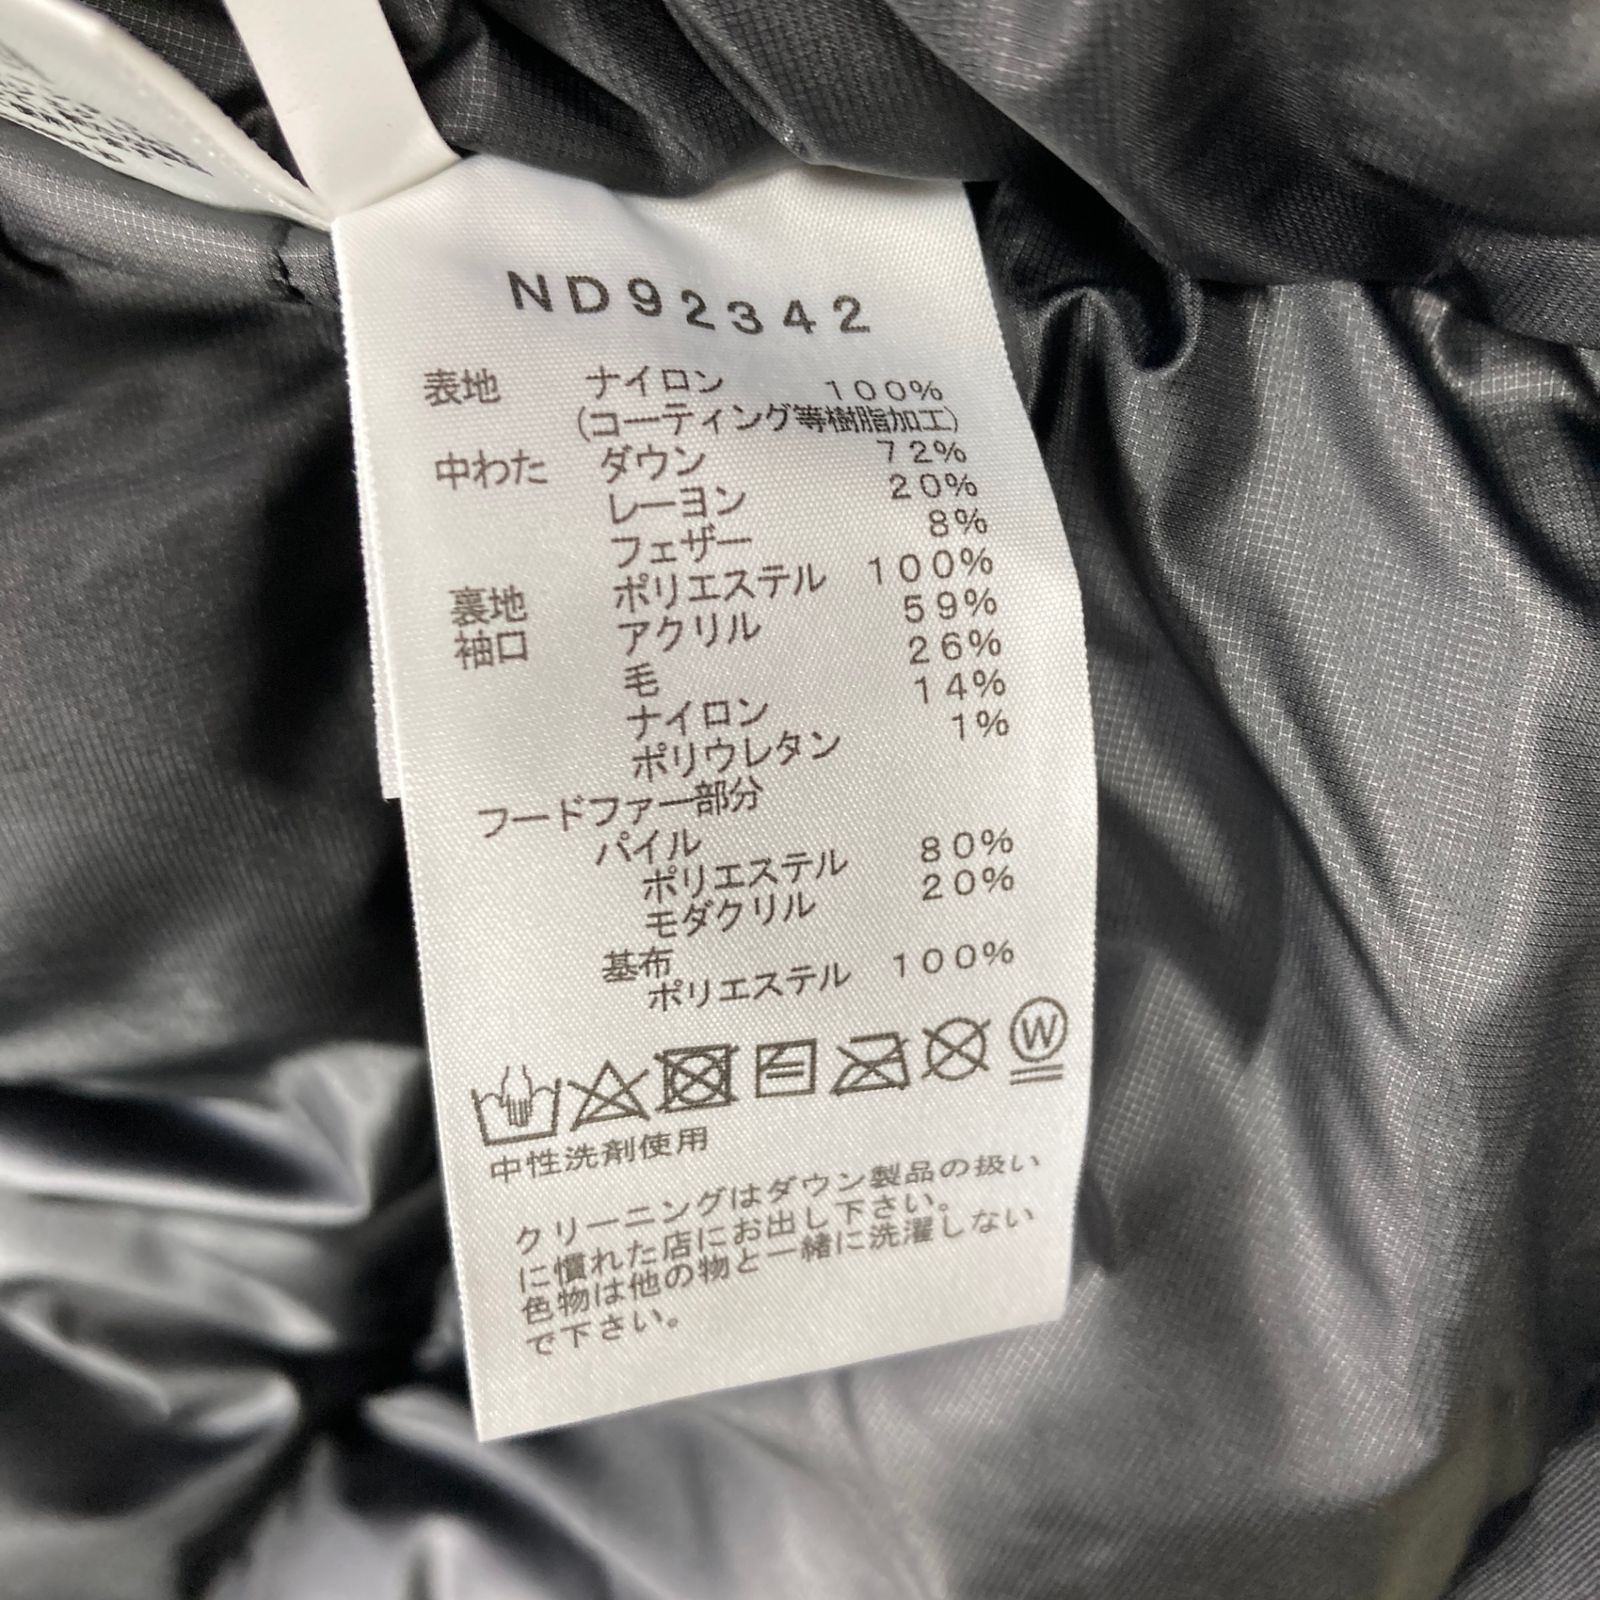 ND92342
表地 ナイロン 100%
(コーティング等樹脂加工)
中わた ダウン 72%
レーヨン 20%
フェザー 8%
裏地 ポリエステル 100%
袖口 アクリル 59%
毛 26%
ナイロン 14%
ポリウレタン 1%
フードファー部分
パイル
ポリエステル 80%
モダクリル 20%
基布
ポリエステル 100%
W
中性洗剤使用
クリーニングはダウン製品の扱い
に慣れた店にお出し下さい。
色物は他の物と一緒に洗濯しない
で下さい。